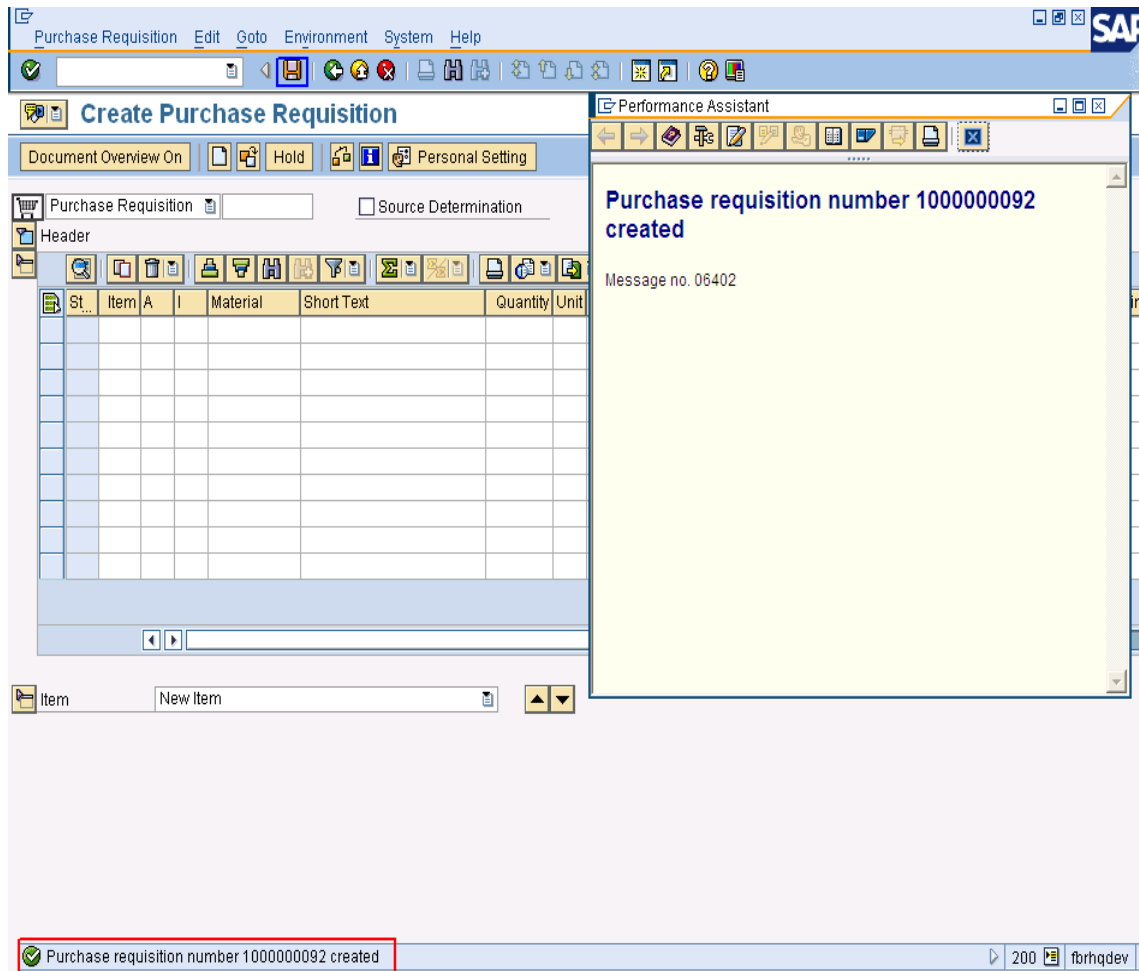 Purchase Requisition Edit Goto Environment System Help
SAP
Create Purchase Requisition
Performance Assistant
Document Overview On Hold Personal Setting
Purchase Requisition Source Determination
Purchase requisition number 1000000092
created
Header
Message no. 06402
St... Item A I Material Short Text Quantity Unit
Item New Item
Purchase requisition number 1000000092 created
200 fbrhqdev